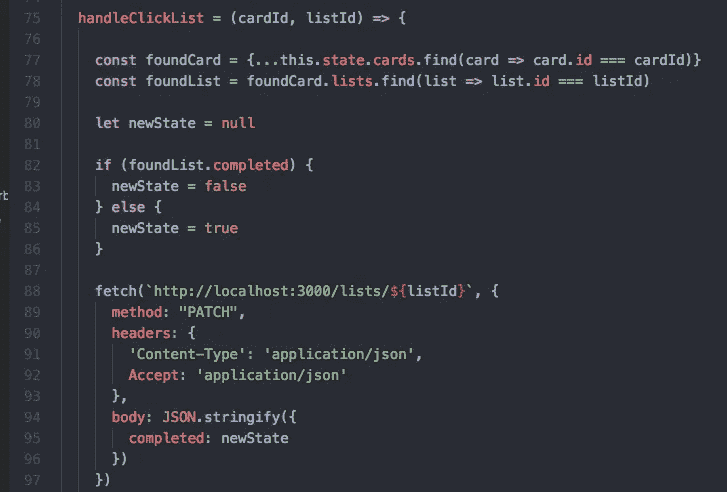 75 handleClickList = (cardId, listId) => {
76
77 const foundCard = {...this.state.cards.find(card => card.id === cardId)}
78 const foundList = foundCard.lists.find(list => list.id === listId)
79
80 let newState = null
81
82 if (foundList.completed) {
83 newState = false
84 } else {
85 newState = true
86 }
87
88 fetch(`http://localhost:3000/lists/${listId}`, {
89 method: "PATCH",
90 headers: {
91 'Content-Type': 'application/json',
92 Accept: 'application/json'
93 },
94 body: JSON.stringify({
95 completed: newState
96 })
97 })